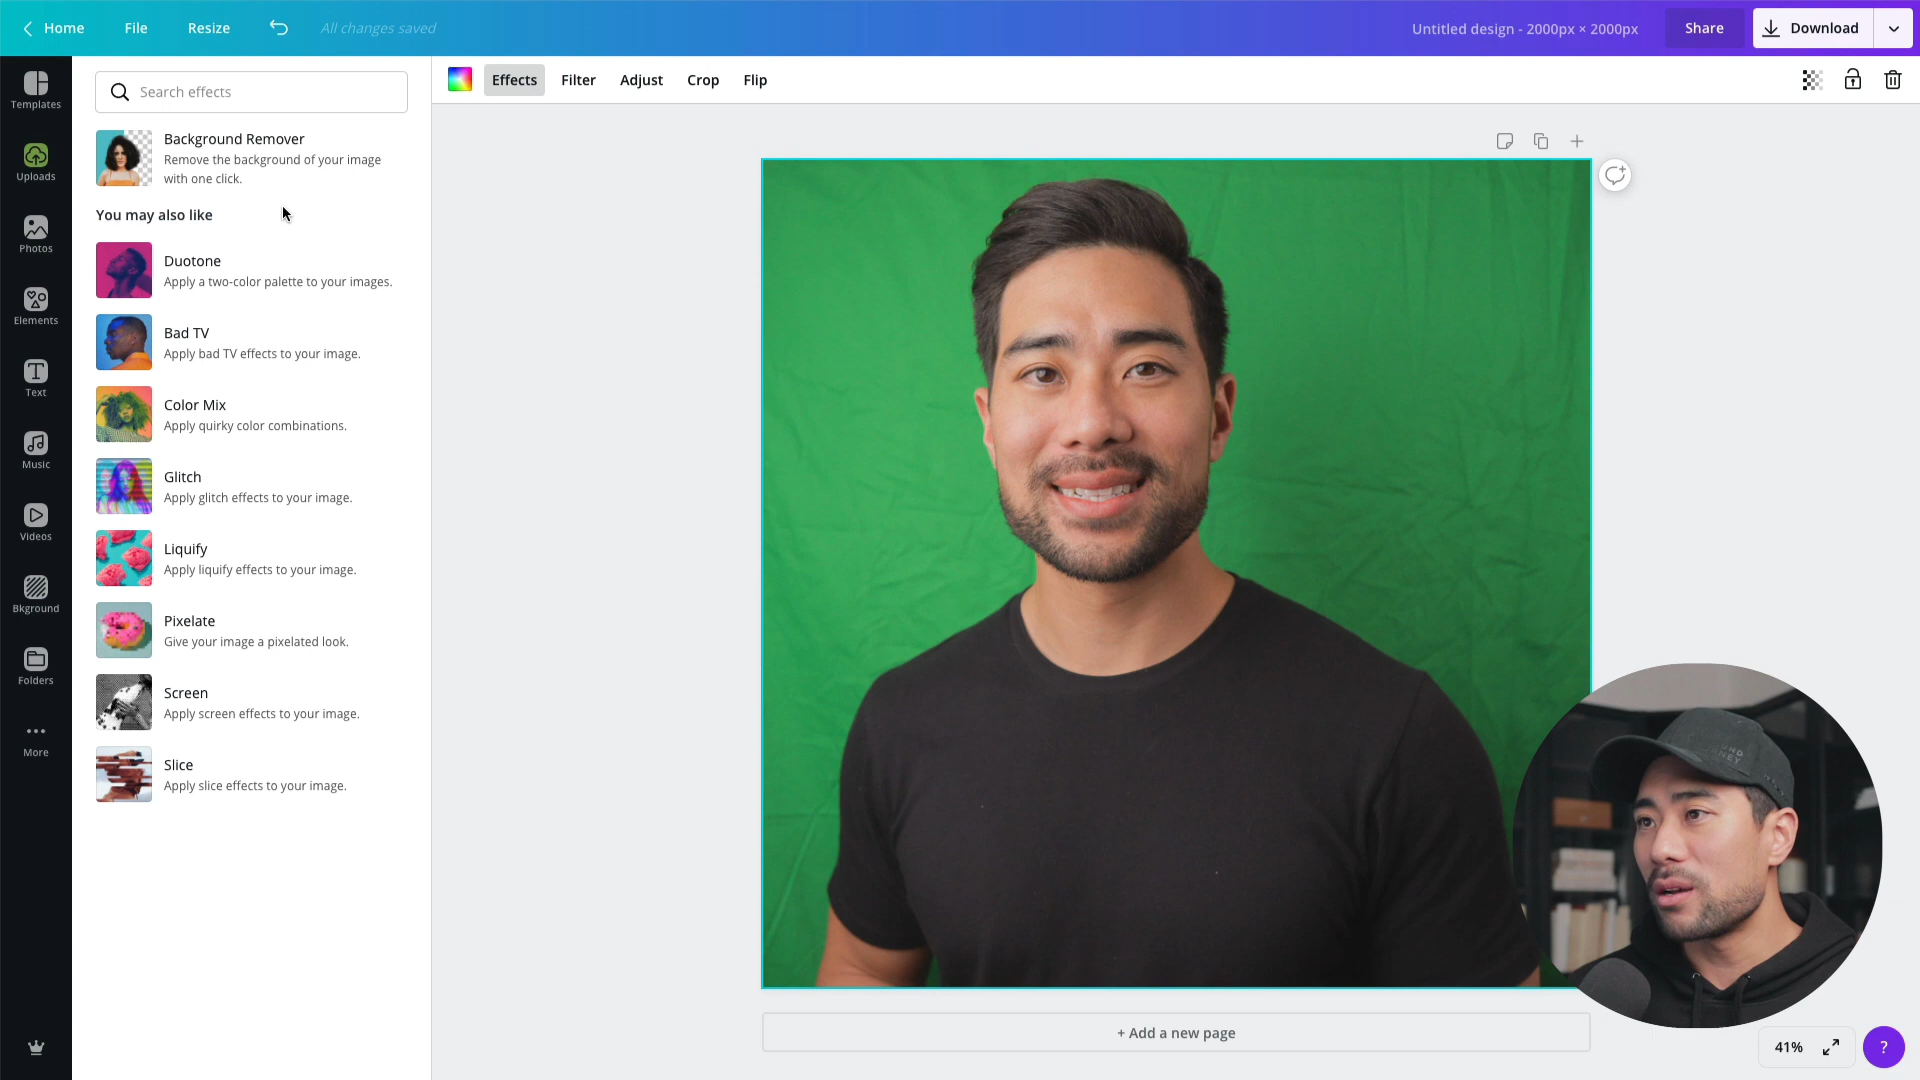 Home
File
Resize
All changes saved
Untitled design - 2000px × 2000px
Share
Download
Templates
Uploads
Photos
Elements
Text
Music
Videos
Bkground
Folders
More
Search effects
Background Remover
Remove the background of your image
with one click.
You may also like
Duotone
Apply a two-color palette to your images.
Bad TV
Apply bad TV effects to your image.
Color Mix
Apply quirky color combinations.
Glitch
Apply glitch effects to your image.
Liquify
Apply liquify effects to your image.
Pixelate
Give your image a pixelated look.
Screen
Apply screen effects to your image.
Slice
Apply slice effects to your image.
Effects
Filter
Adjust
Crop
Flip
+ Add a new page
41%
?